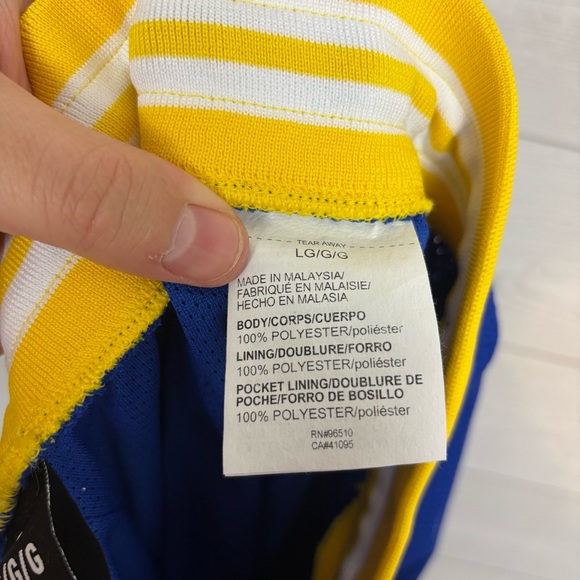 TEAR AWAY
LG/G/G
MADE IN MALAYSIA/
FABRIQUÉ EN MALAISIE/
HECHO EN MALASIA
BODY/CORPS/CUERPO
100% POLYESTER/poliéster
LINING/DOUBLURE/FORRO
100% POLYESTER/poliéster
POCKET LINING/DOUBLURE DE
POCHE/FORRO DE BOSILLO
100% POLYESTER/poliéster
RN#96510
CA#41095
/G/G